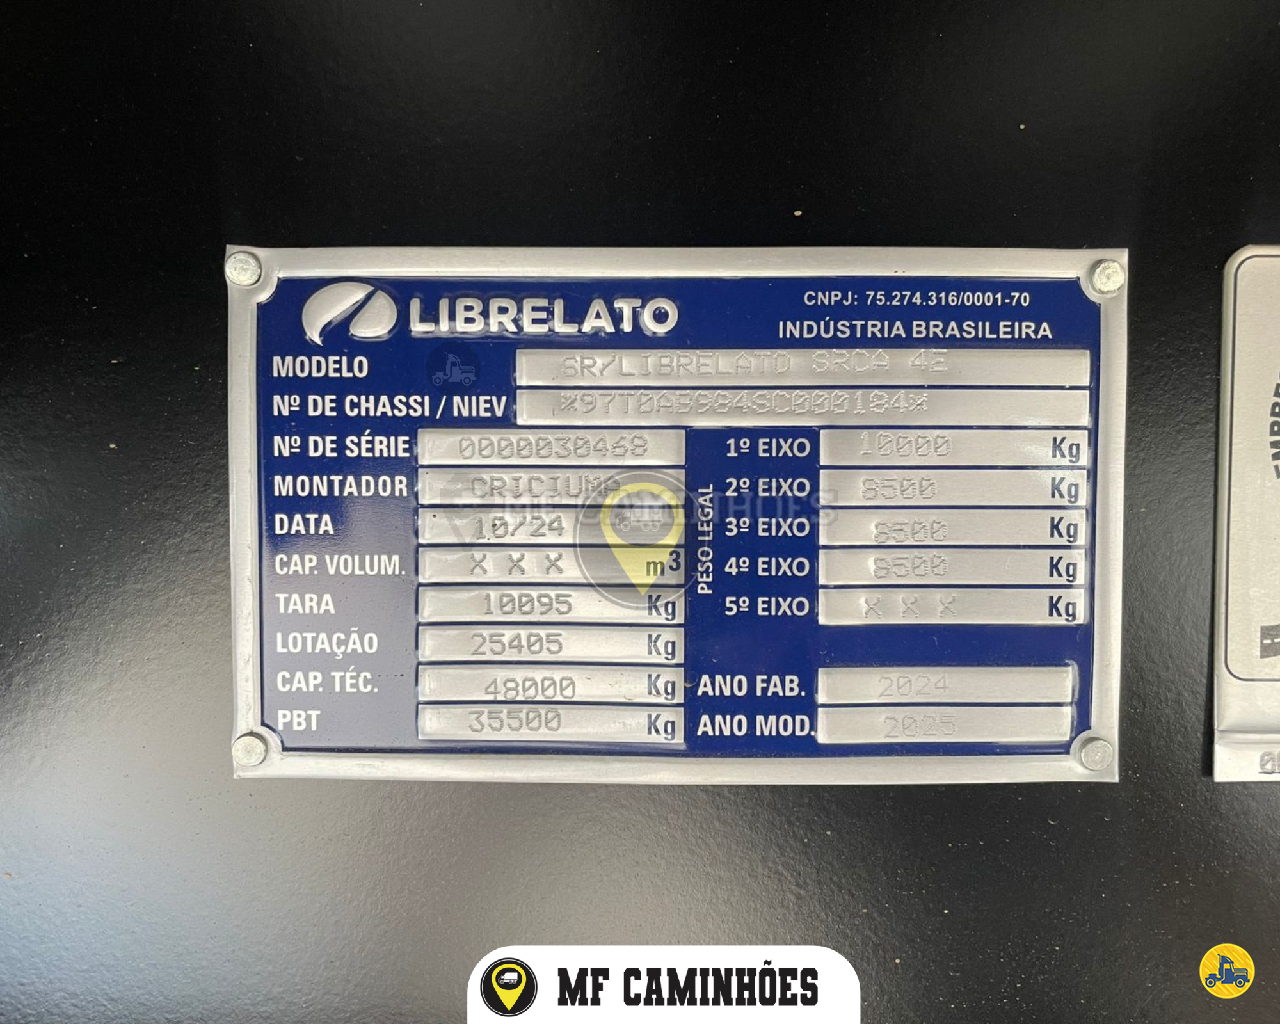 LIBRELATO
CNPJ: 75.274.316/0001-70
INDÚSTRIA BRASILEIRA
MODELO SR/LIBRELATO SRCA 4E
Nº DE CHASSI / NIEV *97T0AB984SC000184*
Nº DE SÉRIE 0000030468
MONTADOR CRICIUMA
DATA 10/24
CAP. VOLUM. X X X m3
TARA 10095 Kg
LOTAÇÃO 25405 Kg
CAP. TÉC. 48000 Kg
PBT 35500 Kg
PESO LEGAL
1º EIXO 10000 Kg
2º EIXO 8500 Kg
3º EIXO 8500 Kg
4º EIXO 8500 Kg
5º EIXO X X X Kg
ANO FAB. 2024
ANO MOD. 2025
MF CAMINHÕES
MF CAMINHÕES